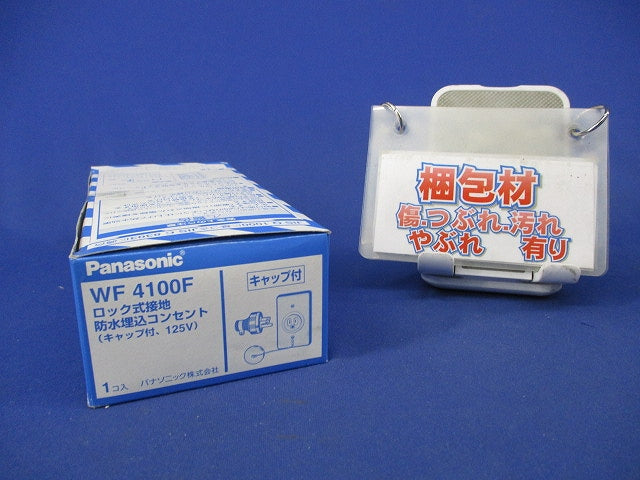 Panasonic
WF 4100F
ロック式接地
防水埋込コンセント
(キャップ付、125V)
キャップ付
1コ入 パナソニック株式会社
梱包材
傷.つぶれ.汚れ
やぶれ 有り